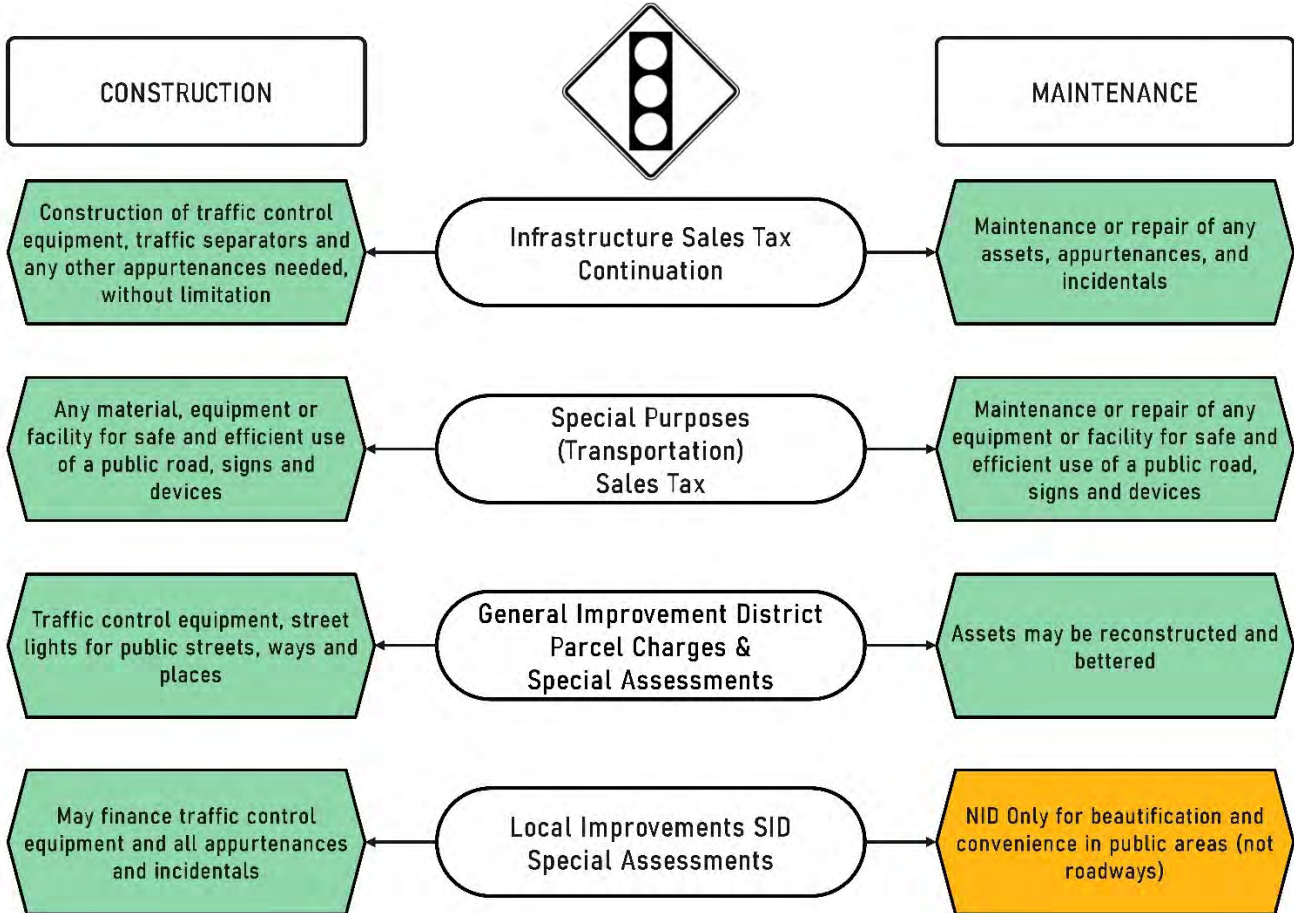 CONSTRUCTION
MAINTENANCE
Construction of traffic control
equipment, traffic separators and
any other appurtenances needed,
without limitation
Infrastructure Sales Tax
Continuation
Maintenance or repair of any
assets, appurtenances, and
incidentals
Any material, equipment or
facility for safe and efficient use
of a public road, signs and
devices
Special Purposes
(Transportation)
Sales Tax
Maintenance or repair of any
equipment or facility for safe and
efficient use of a public road,
signs and devices
Traffic control equipment, street
lights for public streets, ways and
places
General Improvement District
Parcel Charges &
Special Assessments
Assets may be reconstructed and
bettered
May finance traffic control
equipment and all appurtenances
and incidentals
Local Improvements SID
Special Assessments
NID Only for beautification and
convenience in public areas (not
roadways)